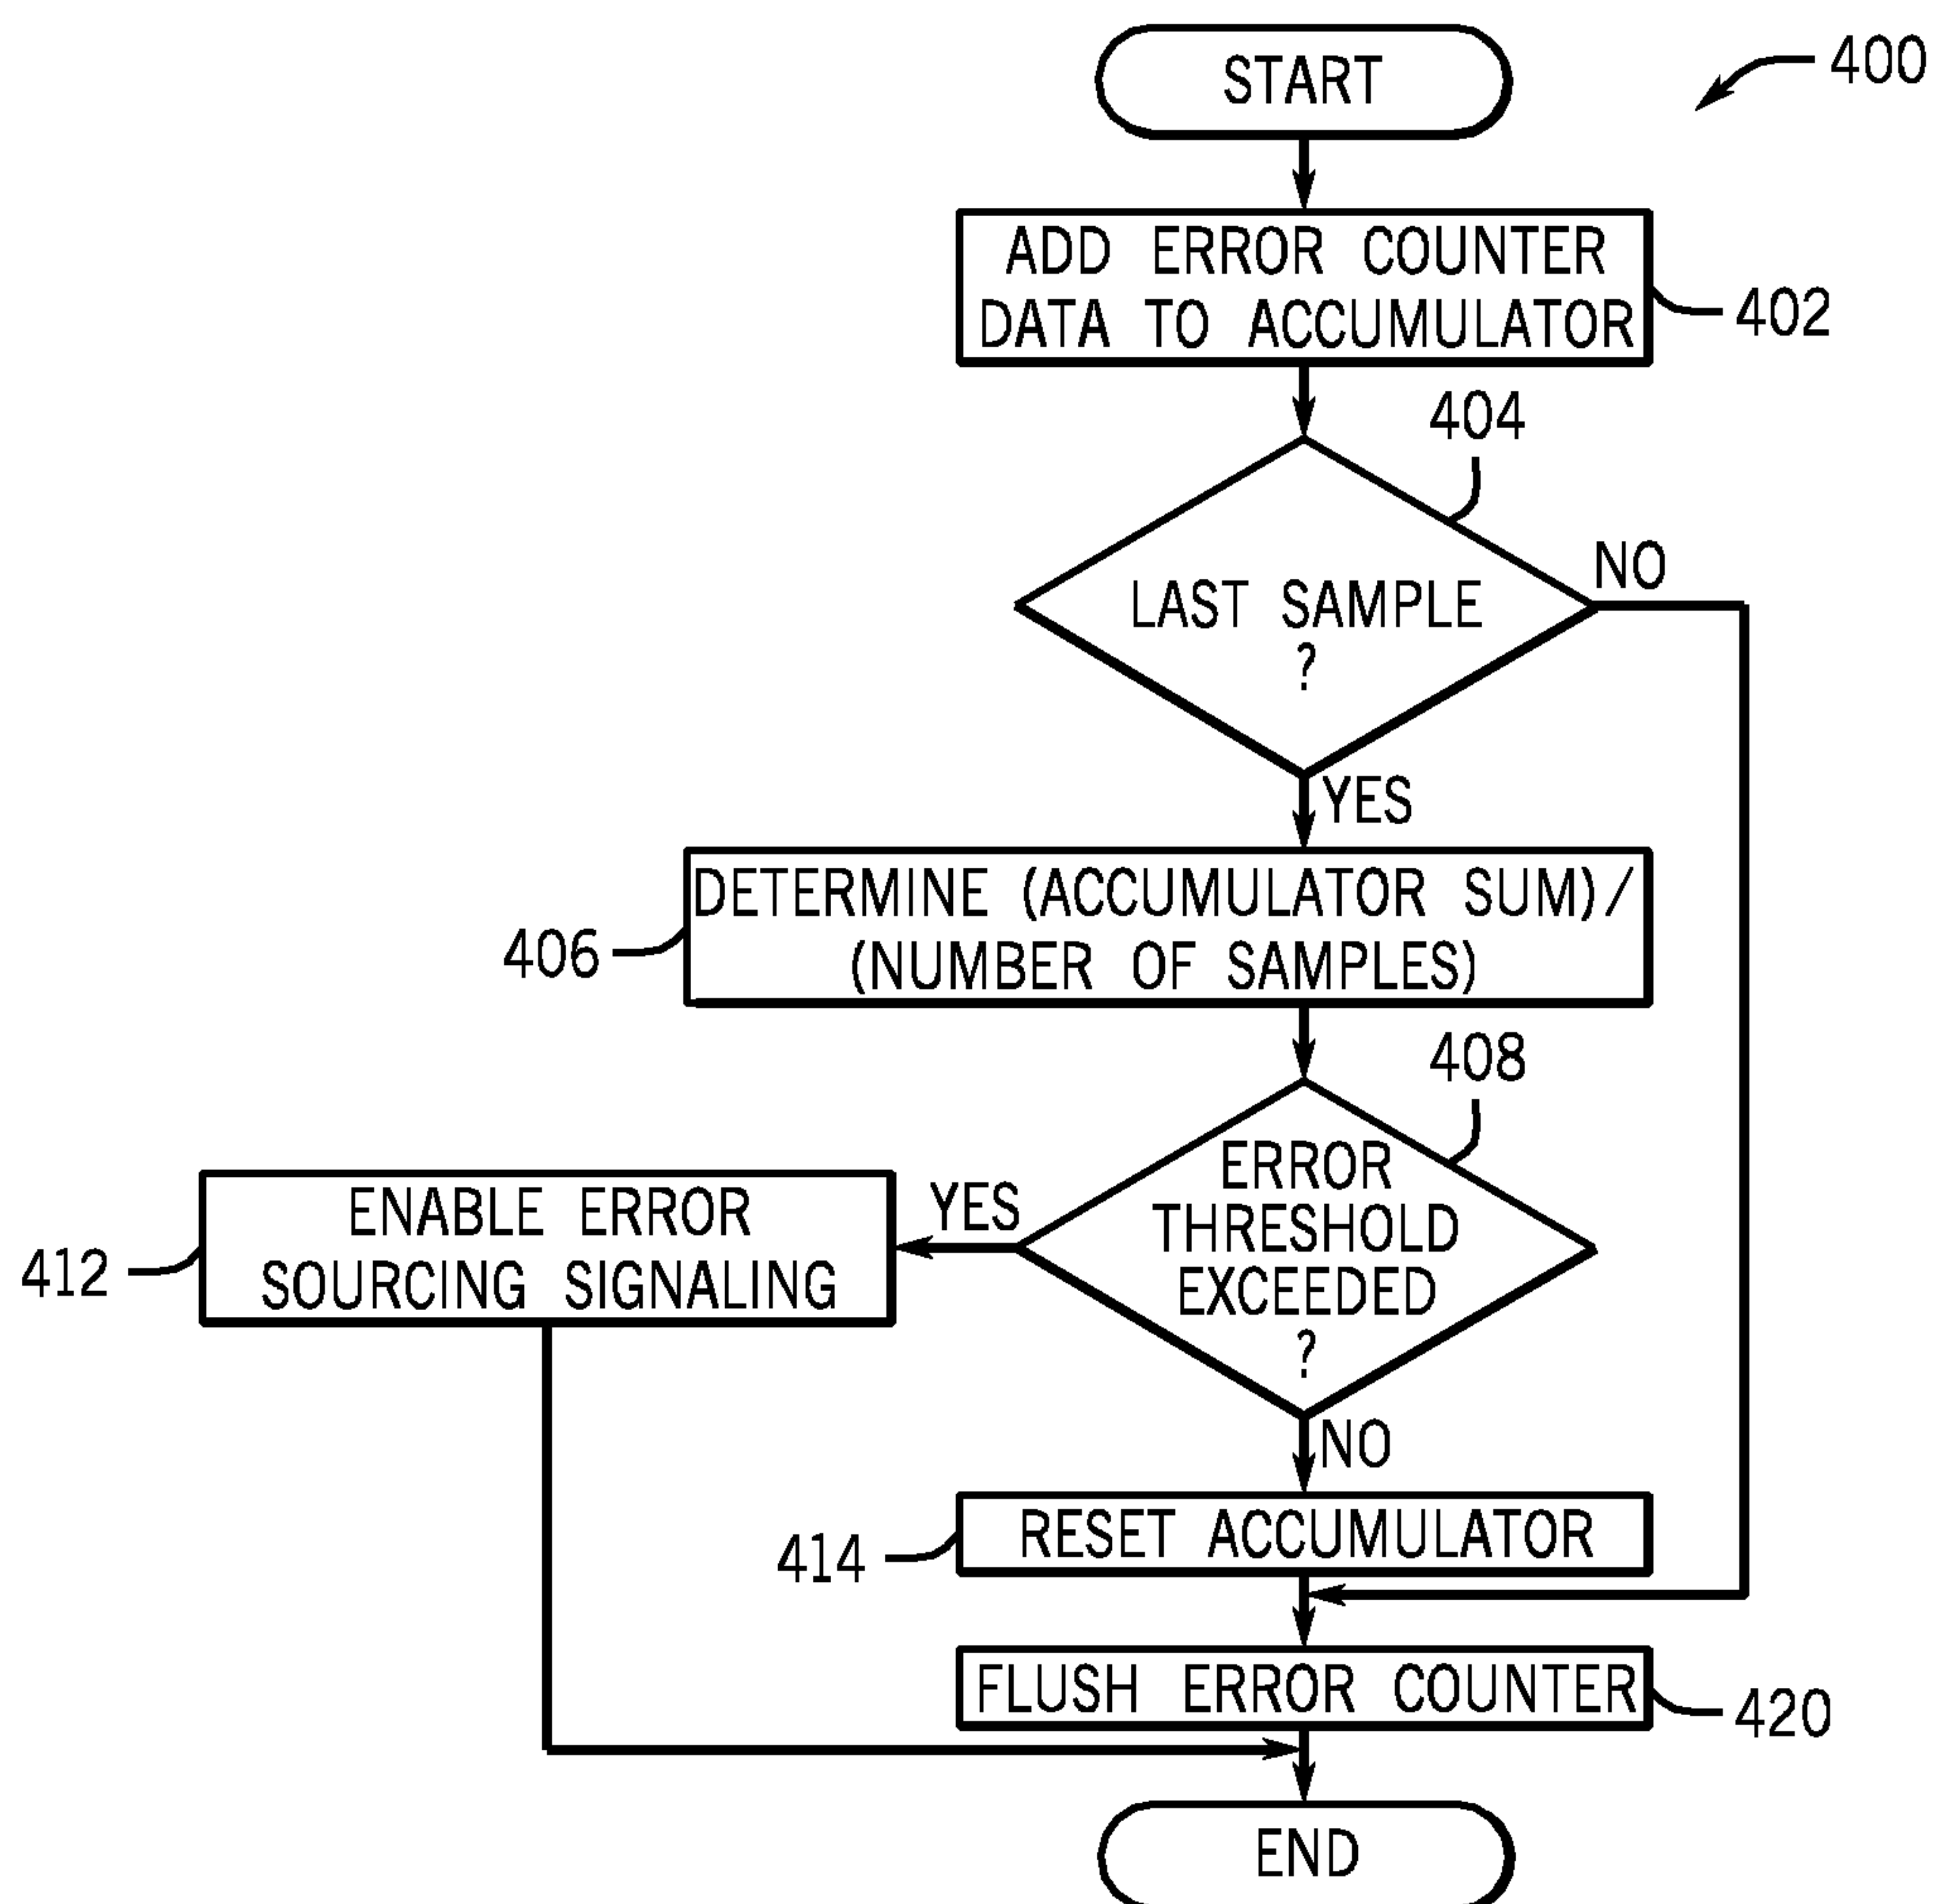 START
400
ADD ERROR COUNTER
DATA TO ACCUMULATOR
402
404
LAST SAMPLE
?
NO
YES
DETERMINE (ACCUMULATOR SUM)/
(NUMBER OF SAMPLES)
406
408
ERROR
THRESHOLD
EXCEEDED
?
YES
ENABLE ERROR
SOURCING SIGNALING
412
NO
RESET ACCUMULATOR
414
FLUSH ERROR COUNTER
420
END